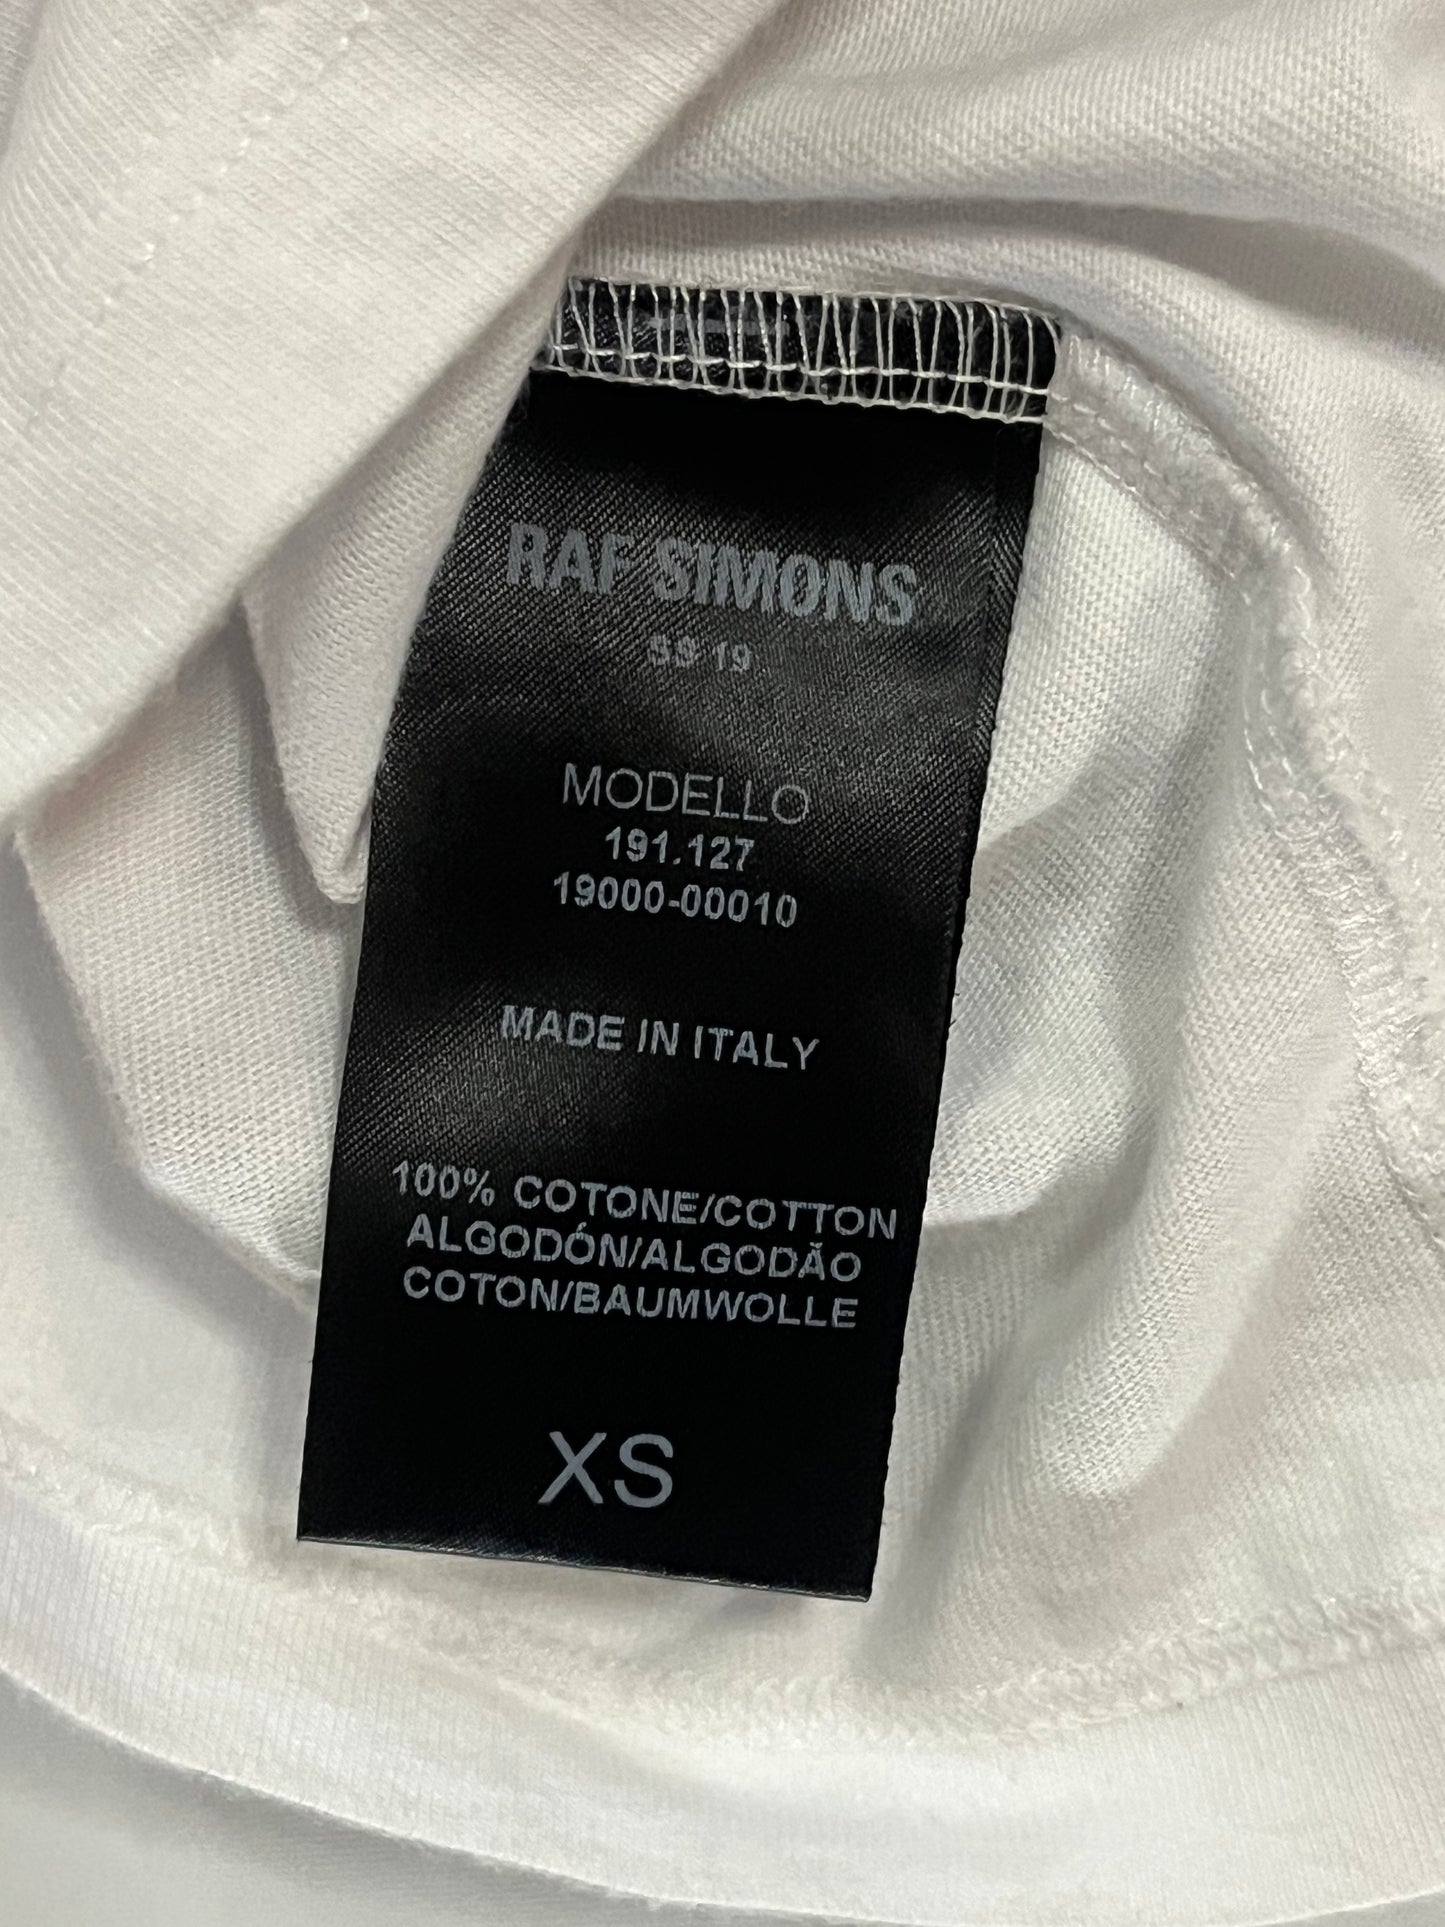 RAF SIMONS
SS 19
MODELLO
191.127
19000-00010
MADE IN ITALY
100% COTONE/COTTON
ALGODÓN/ALGODÃO
COTON/BAUMWOLLE
XS